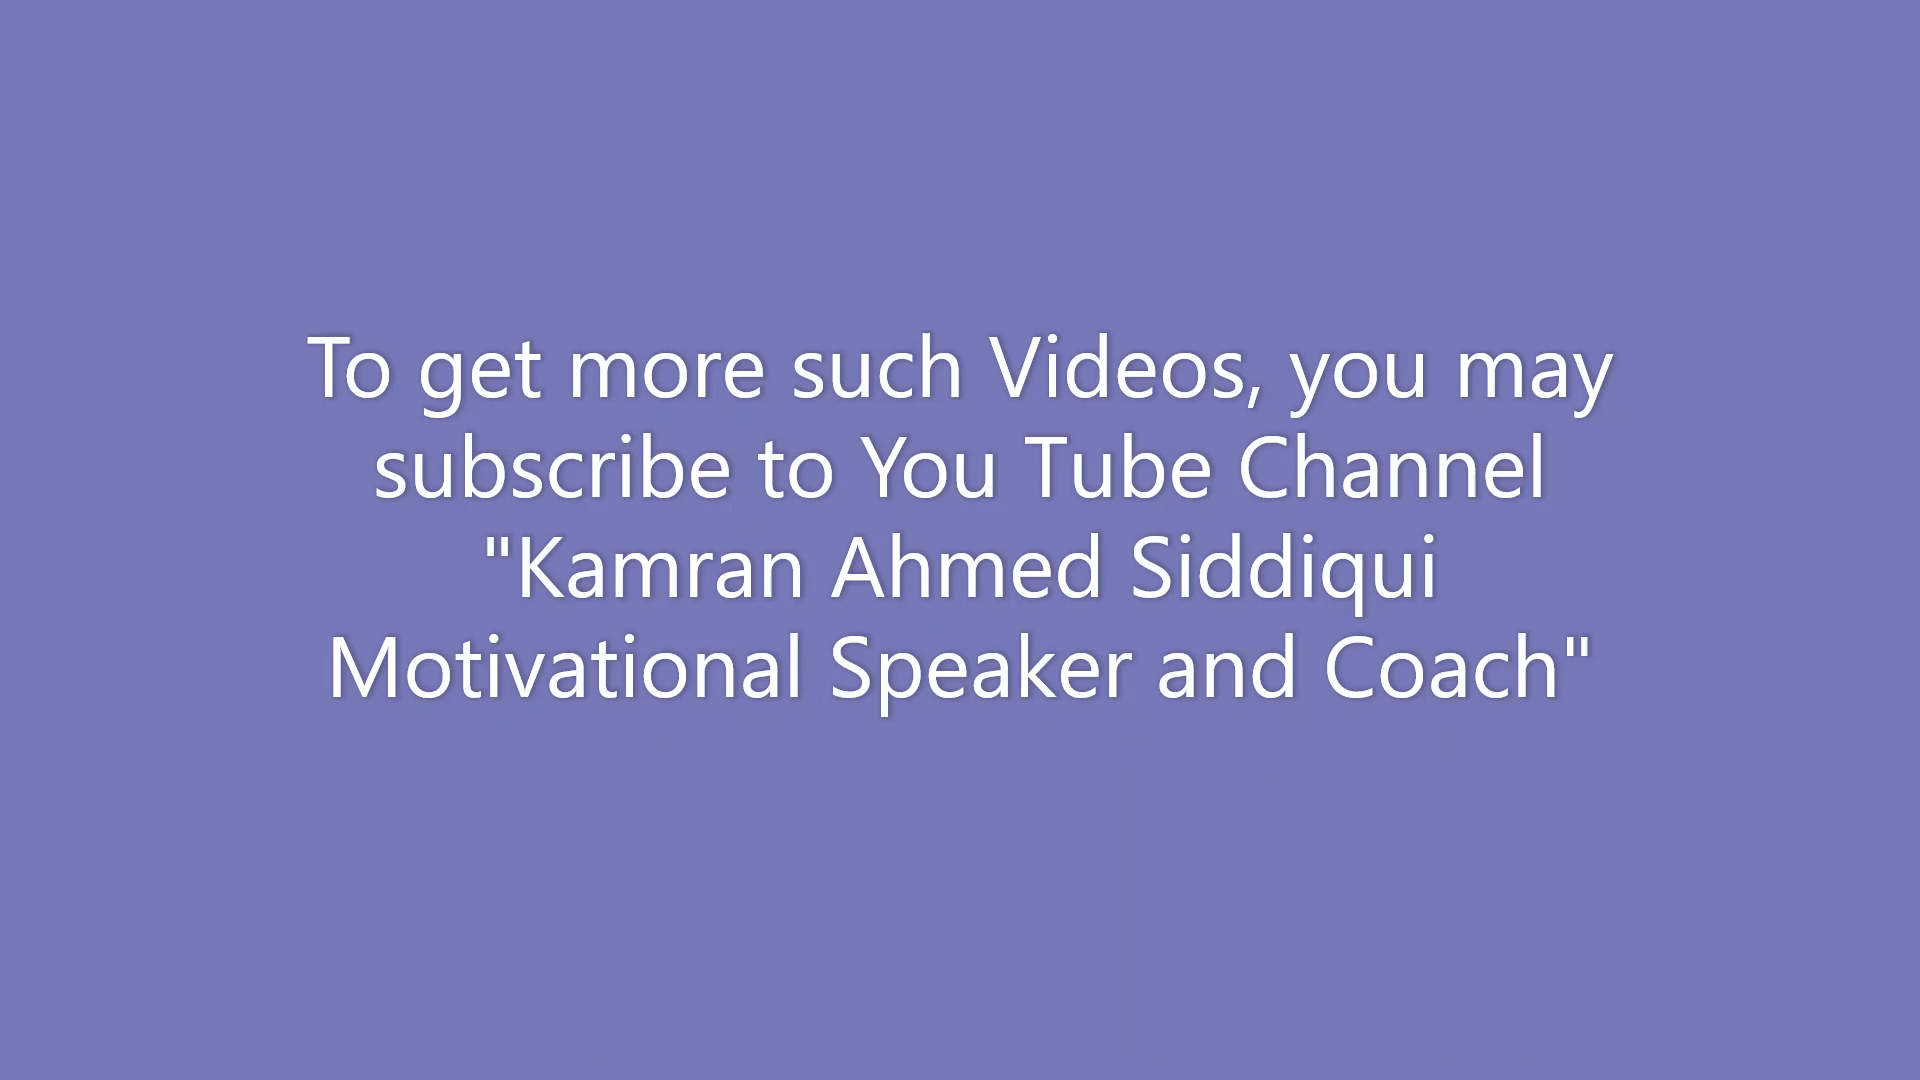 To get more such Videos, you may
subscribe to You Tube Channel
"Kamran Ahmed Siddiqui
Motivational Speaker and Coach"